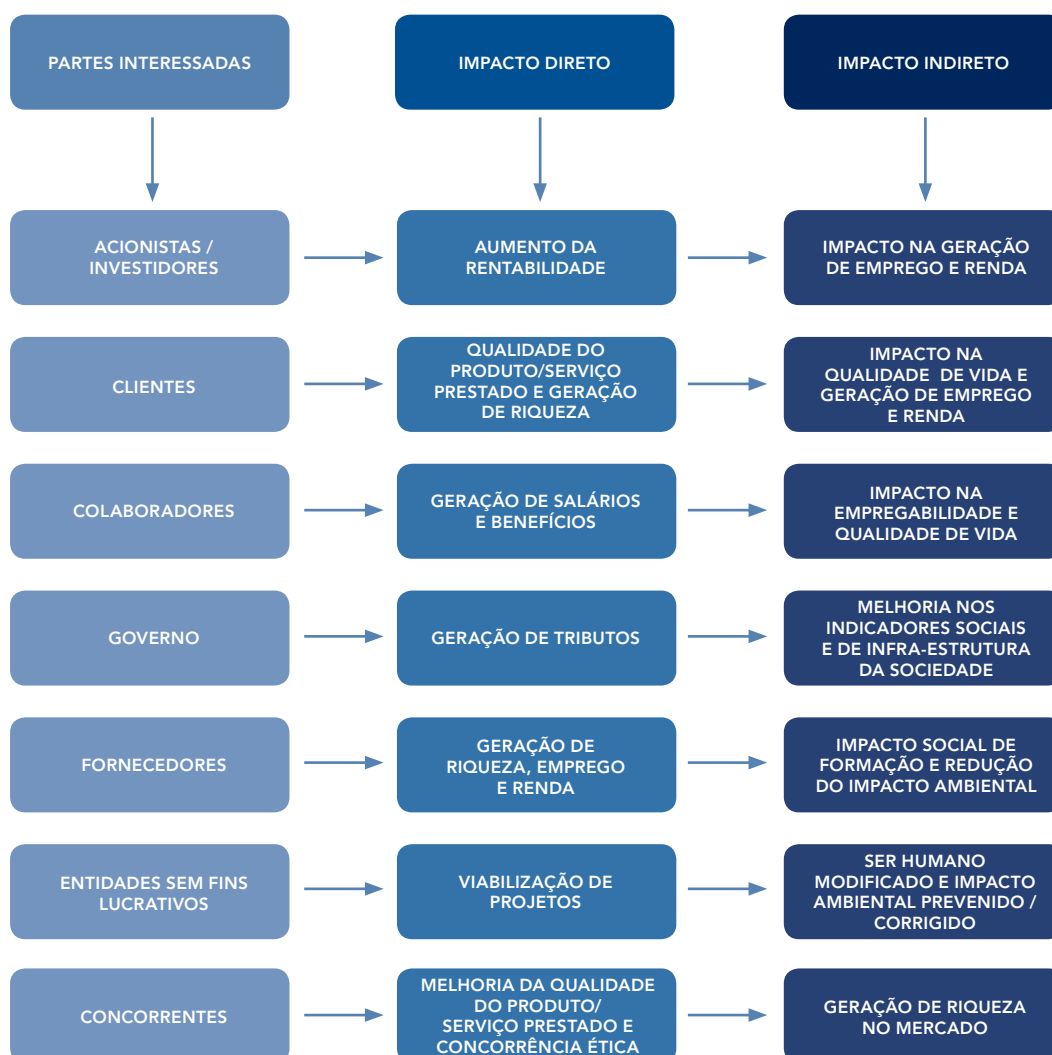 PARTES INTERESSADAS
IMPACTO DIRETO
IMPACTO INDIRETO
ACIONISTAS /
INVESTIDORES
AUMENTO DA
RENTABILIDADE
IMPACTO NA GERAÇÃO
DE EMPREGO E RENDA
CLIENTES
QUALIDADE DO
PRODUTO/SERVIÇO
PRESTADO E GERAÇÃO
DE RIQUEZA
IMPACTO NA
QUALIDADE DE VIDA E
GERAÇÃO DE EMPREGO
E RENDA
COLABORADORES
GERAÇÃO DE SALÁRIOS
E BENEFÍCIOS
IMPACTO NA
EMPREGABILIDADE E
QUALIDADE DE VIDA
GOVERNO
GERAÇÃO DE TRIBUTOS
MELHORIA NOS
INDICADORES SOCIAIS
E DE INFRA-ESTRUTURA
DA SOCIEDADE
FORNECEDORES
GERAÇÃO DE
RIQUEZA, EMPREGO
E RENDA
IMPACTO SOCIAL DE
FORMAÇÃO E REDUÇÃO
DO IMPACTO AMBIENTAL
ENTIDADES SEM FINS
LUCRATIVOS
VIABILIZAÇÃO DE
PROJETOS
SER HUMANO
MODIFICADO E IMPACTO
AMBIENTAL PREVENIDO /
CORRIGIDO
CONCORRENTES
MELHORIA DA QUALIDADE
DO PRODUTO/
SERVIÇO PRESTADO E
CONCORRÊNCIA ÉTICA
GERAÇÃO DE RIQUEZA
NO MERCADO